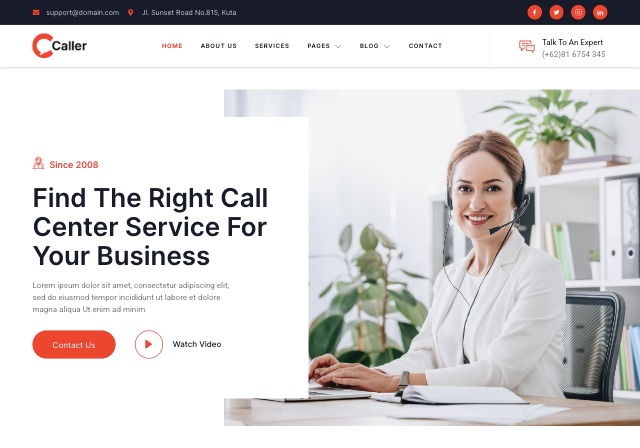 support@domain.com
Jl. Sunset Road No.815, Kuta
Caller
HOME
ABOUT US
SERVICES
PAGES
BLOG
CONTACT
Talk To An Expert
(+62)81 6754 345
Since 2008
Find The Right Call
Center Service For
Your Business
Lorem ipsum dolor sit amet, consectetur adipiscing elit,
sed do eiusmod tempor incididunt ut labore et dolore
magna aliqua Ut enim ad minim
Contact Us
Watch Video